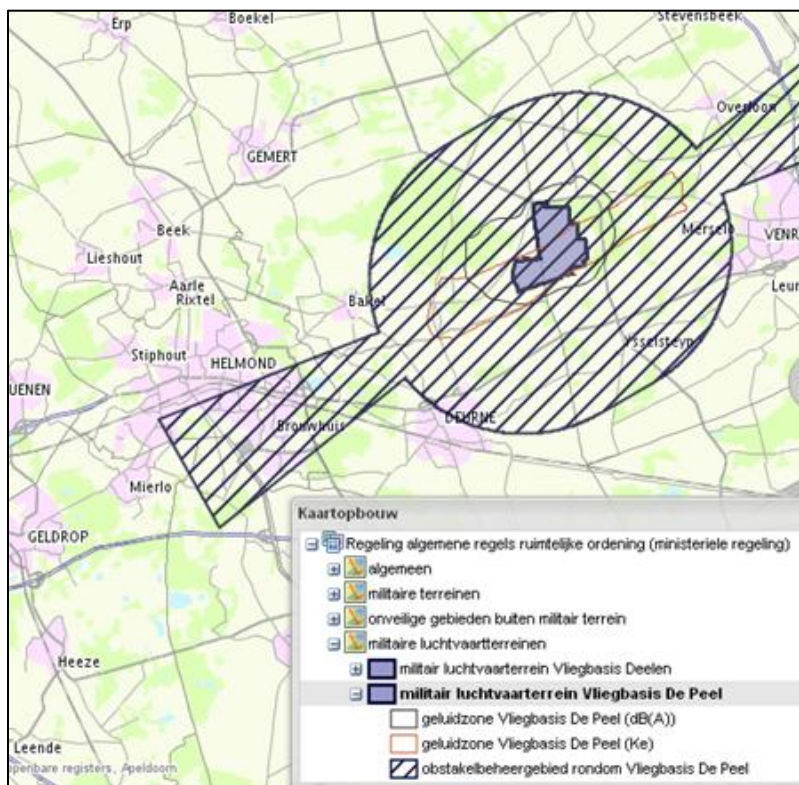 Erp
Boekel
Stevensbeek
Overloon
GEMERT
Beek
Merselo
VENR
Lieshout
Leun
Aarle
Rixtel
Bakel
Ysselsteyn
Stiphout
HELMOND
UENEN
DEURNE
Brouwhuis
Mierlo
GELDROP
Heeze
Leende
openbare registers, Apeldoorn
Kaartopbouw
Regeling algemene regels ruimtelijke ordening (ministeriele regeling)
algemeen
militaire terreinen
onveilige gebieden buiten militair terrein
militaire luchtvaartterreinen
militair luchtvaarterrein Vliegbasis Deelen
militair luchtvaarterrein Vliegbasis De Peel
geluidzone Vliegbasis De Peel (dB(A))
geluidzone Vliegbasis De Peel (Ke)
obstakelbeheergebied rondom Vliegbasis De Peel